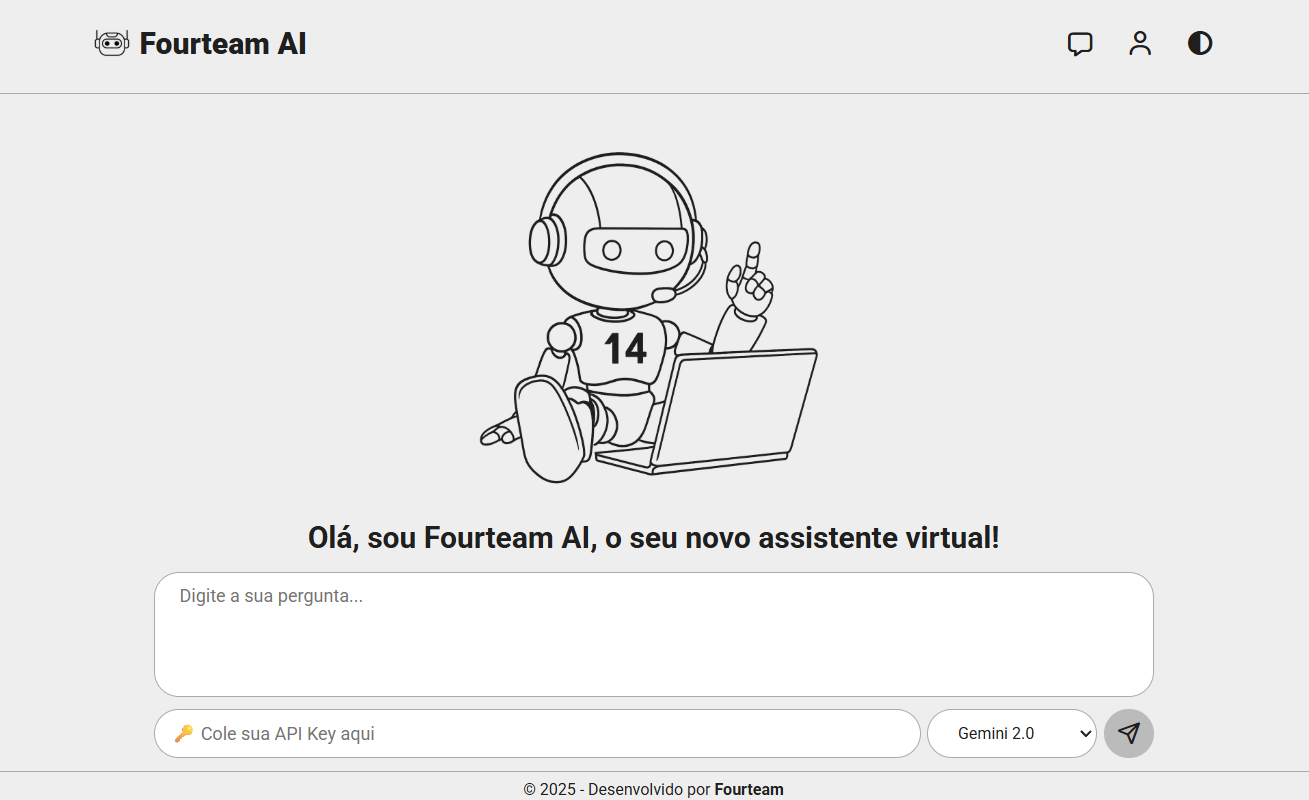 Fourteam AI
14
Olá, sou Fourteam AI, o seu novo assistente virtual!
Digite a sua pergunta...
🔑 Cole sua API Key aqui
Gemini 2.0
© 2025 - Desenvolvido por Fourteam